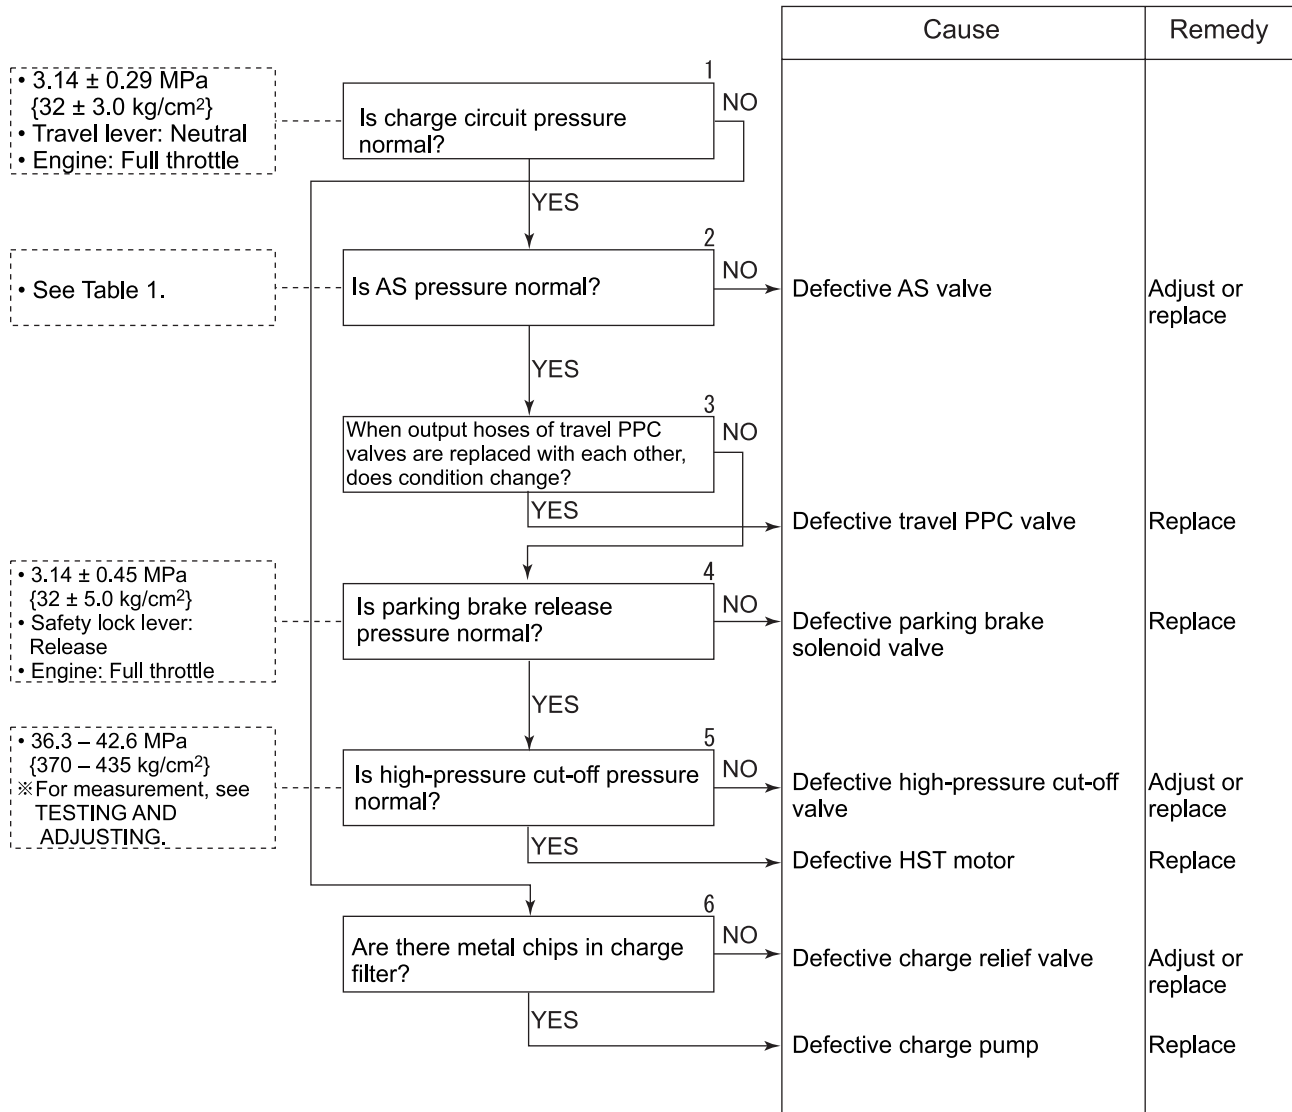 Cause
Remedy
• 3.14 ± 0.29 MPa
{32 ± 3.0 kg/cm²}
• Travel lever: Neutral
• Engine: Full throttle
1
Is charge circuit pressure
normal?
NO
YES
• See Table 1.
2
Is AS pressure normal?
NO
Defective AS valve
Adjust or
replace
YES
3
When output hoses of travel PPC
valves are replaced with each other,
does condition change?
NO
YES
Defective travel PPC valve
Replace
• 3.14 ± 0.45 MPa
{32 ± 5.0 kg/cm²}
• Safety lock lever:
Release
• Engine: Full throttle
4
Is parking brake release
pressure normal?
NO
Defective parking brake
solenoid valve
Replace
YES
• 36.3 – 42.6 MPa
{370 – 435 kg/cm²}
※For measurement, see
TESTING AND
ADJUSTING.
5
Is high-pressure cut-off pressure
normal?
NO
Defective high-pressure cut-off
valve
Adjust or
replace
YES
Defective HST motor
Replace
6
Are there metal chips in charge
filter?
NO
Defective charge relief valve
Adjust or
replace
YES
Defective charge pump
Replace